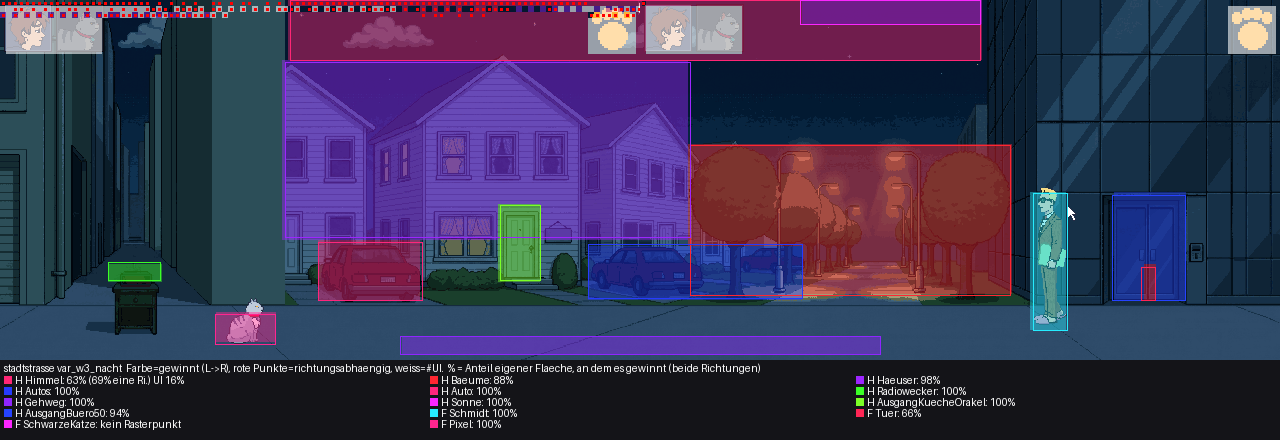 stadtstrasse var_w3_nacht Farbe=gewinnt (L->R), rote Punkte=richtungsabhaengig, weiss=#UI. % = Anteil eigener Flaeche, an dem es gewinnt (beide Richtungen)
H Himmel: 63% (69% eine Ri.) UI 16%
H Baeume: 88%
H Haeuser: 98%
H Autos: 100%
H Auto: 100%
H Radiowecker: 100%
H Gehweg: 100%
H Sonne: 100%
H AusgangKuecheOrakel: 100%
H AusgangBuero50: 94%
F Schmidt: 100%
F Tuer: 66%
F SchwarzeKatze: kein Rasterpunkt
F Pixel: 100%